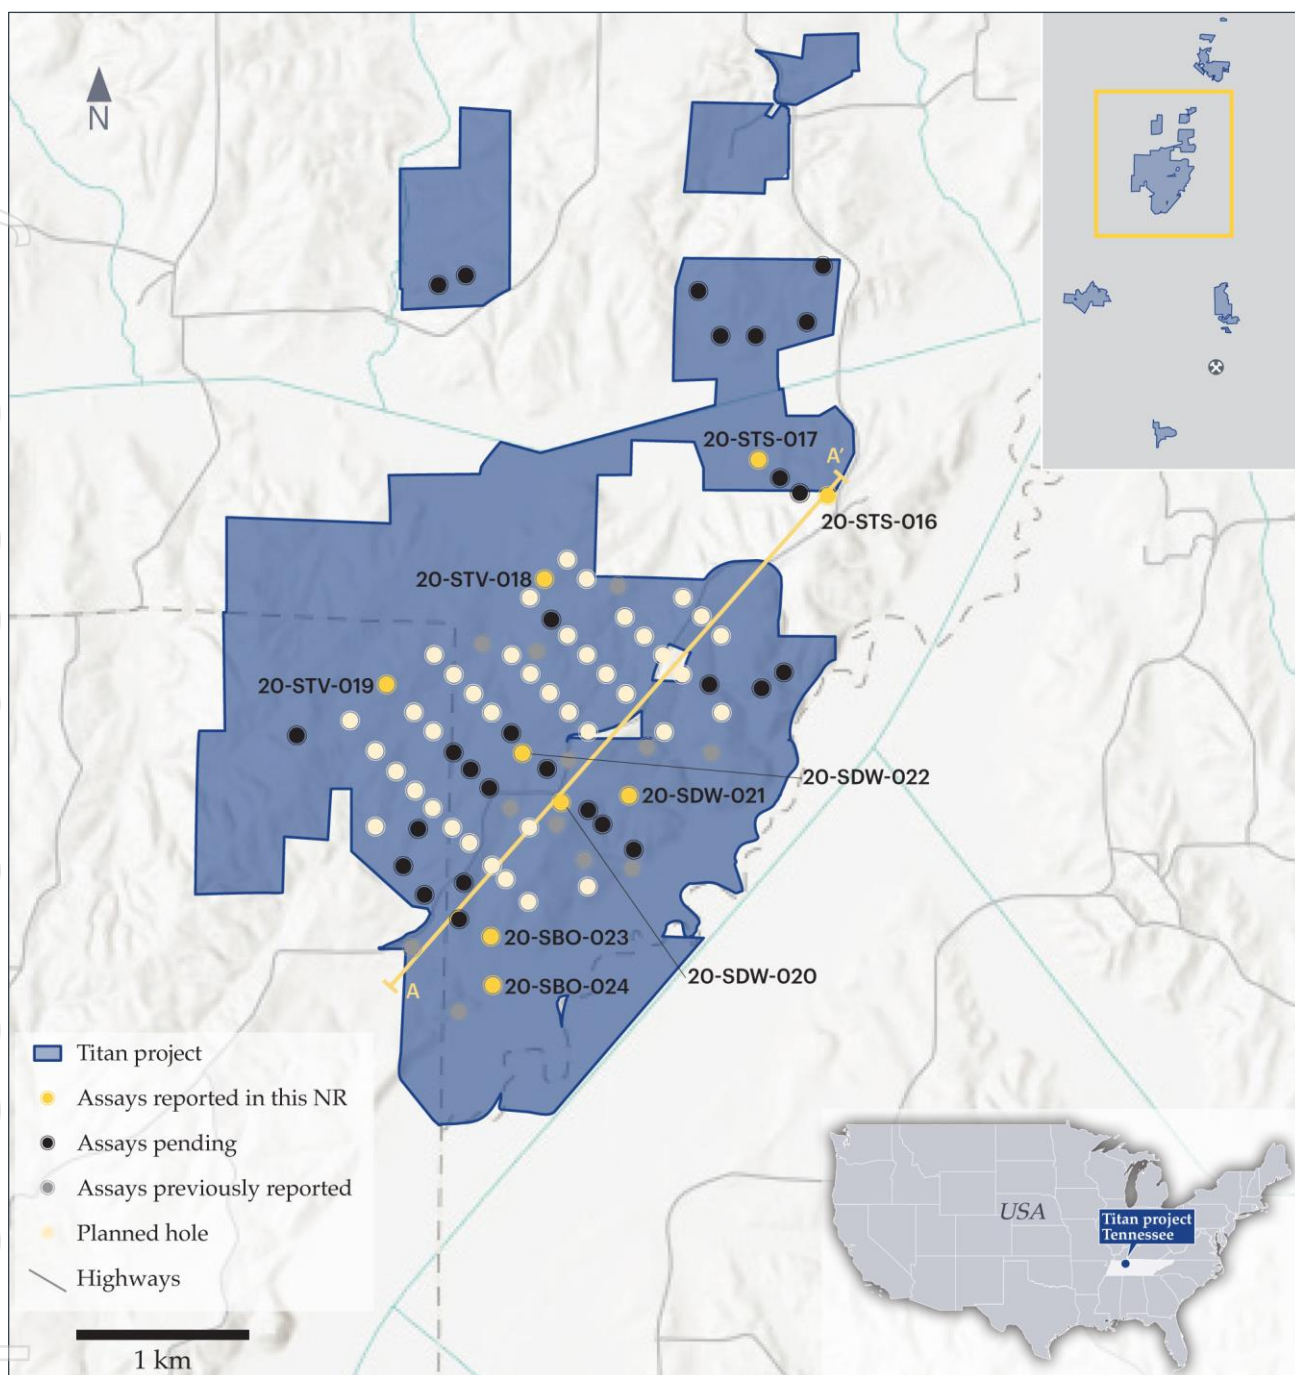 N
20-STS-017
A'
20-STS-016
20-STV-018
20-STV-019
20-SDW-022
20-SDW-021
20-SBO-023
20-SDW-020
20-SBO-024
A
Titan project
Assays reported in this NR
Assays pending
Assays previously reported
Planned hole
Highways
1 km
USA
Titan project
Tennessee